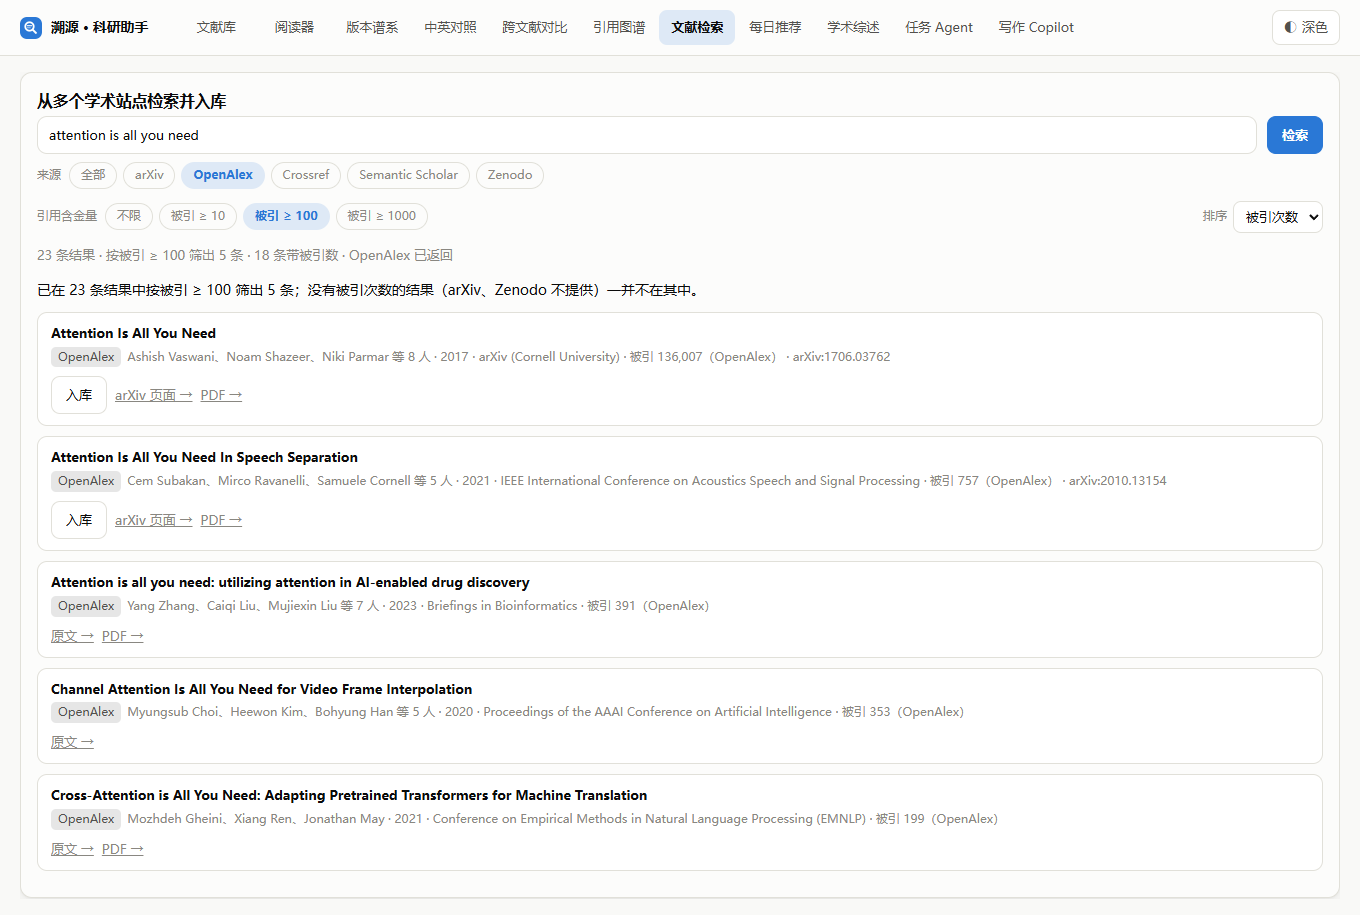 溯源 • 科研助手 文献库 阅读器 版本谱系 中英对照 跨文献对比 引用图谱 文献检索 每日推荐 学术综述 任务 Agent 写作 Copilot 深色
从多个学术站点检索并入库
attention is all you need 检索
来源 全部 arXiv OpenAlex Crossref Semantic Scholar Zenodo
引用含金量 不限 被引 ≥ 10 被引 ≥ 100 被引 ≥ 1000 排序 被引次数
23 条结果 · 按被引 ≥ 100 筛出 5 条 · 18 条带被引数 · OpenAlex 已返回
已在 23 条结果中按被引 ≥ 100 筛出 5 条；没有被引次数的结果（arXiv、Zenodo 不提供）一并不在其中。
Attention Is All You Need
OpenAlex Ashish Vaswani、Noam Shazeer、Niki Parmar 等 8 人 · 2017 · arXiv (Cornell University) · 被引 136,007（OpenAlex） · arXiv:1706.03762
入库 arXiv 页面 → PDF →
Attention Is All You Need In Speech Separation
OpenAlex Cem Subakan、Mirco Ravanelli、Samuele Cornell 等 5 人 · 2021 · IEEE International Conference on Acoustics Speech and Signal Processing · 被引 757（OpenAlex） · arXiv:2010.13154
入库 arXiv 页面 → PDF →
Attention is all you need: utilizing attention in AI-enabled drug discovery
OpenAlex Yang Zhang、Caiqi Liu、Mujiexin Liu 等 7 人 · 2023 · Briefings in Bioinformatics · 被引 391（OpenAlex）
原文 → PDF →
Channel Attention Is All You Need for Video Frame Interpolation
OpenAlex Myungsub Choi、Heewon Kim、Bohyung Han 等 5 人 · 2020 · Proceedings of the AAAI Conference on Artificial Intelligence · 被引 353（OpenAlex）
原文 →
Cross-Attention is All You Need: Adapting Pretrained Transformers for Machine Translation
OpenAlex Mozhdeh Gheini、Xiang Ren、Jonathan May · 2021 · Conference on Empirical Methods in Natural Language Processing (EMNLP) · 被引 199（OpenAlex）
原文 → PDF →